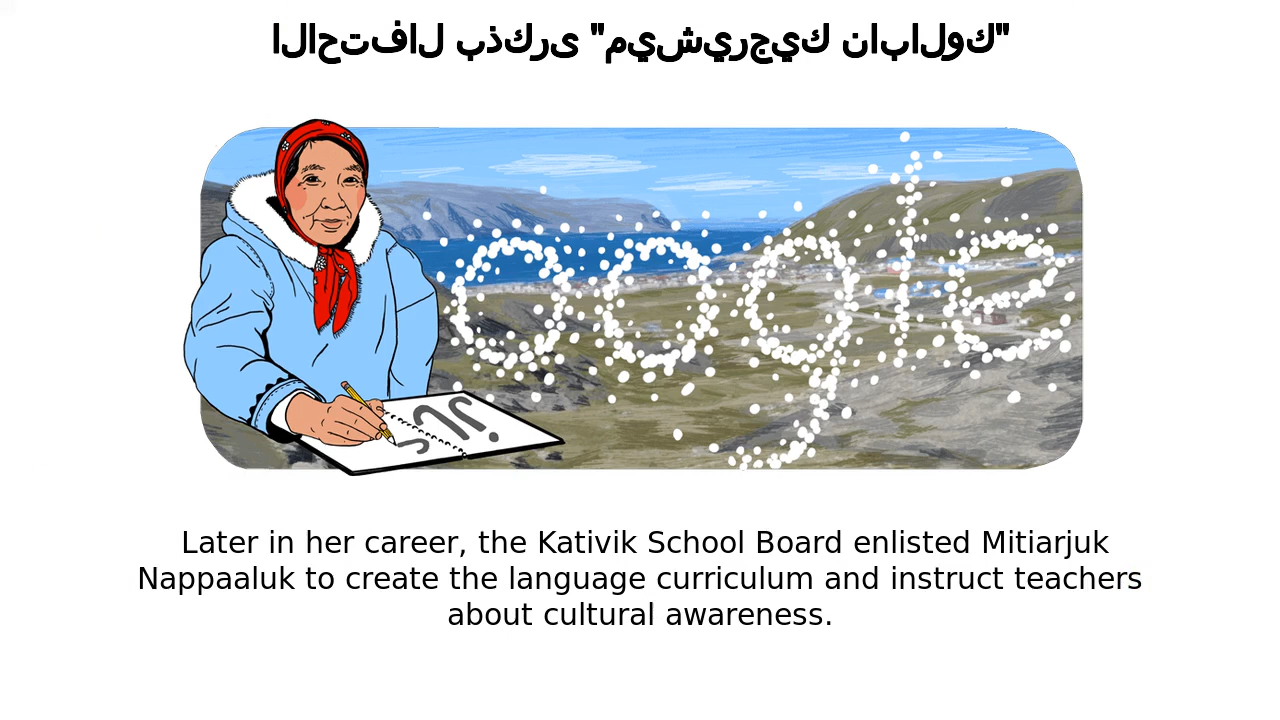 الاحتفال بذكرى "ميشيرجيك نابالوك"
oogle
Later in her career, the Kativik School Board enlisted Mitiarjuk
Nappaaluk to create the language curriculum and instruct teachers
about cultural awareness.